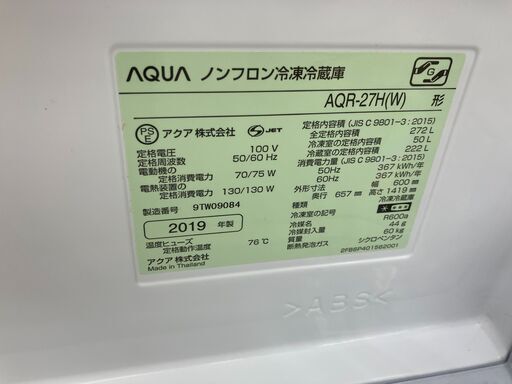 AQUA ノンフロン冷凍冷蔵庫
G
AQR-27H(W) 形
PS E アクア 株式会社 JET
定格電圧 100 V
定格周波数 50/60 Hz
電動機の
定格消費電力 70/75 W
電熱装置の
定格消費電力 130/130 W
製造番号 9TW09084
2019 年製
温度ヒューズ
定格動作温度 76℃
アクア 株式会社
Made in Thailand
定格内容積 (JIS C 9801-3 : 2015)
全定格内容積 272 L
冷凍室の定格内容積 50 L
冷蔵室の定格内容積 222 L
消費電力量 (JIS C 9801-3 : 2015)
50Hz 367 kWh/年
60Hz 367 kWh/年
外形寸法 幅 600 mm
奥行 657 mm 高さ 1419 mm
種類 冷凍冷蔵庫
冷凍室の記号
冷媒名 R600a
冷媒封入量 44 g
質量 60 kg
断熱発泡ガス シクロペンタン
2FB6P401562001
>ABS<